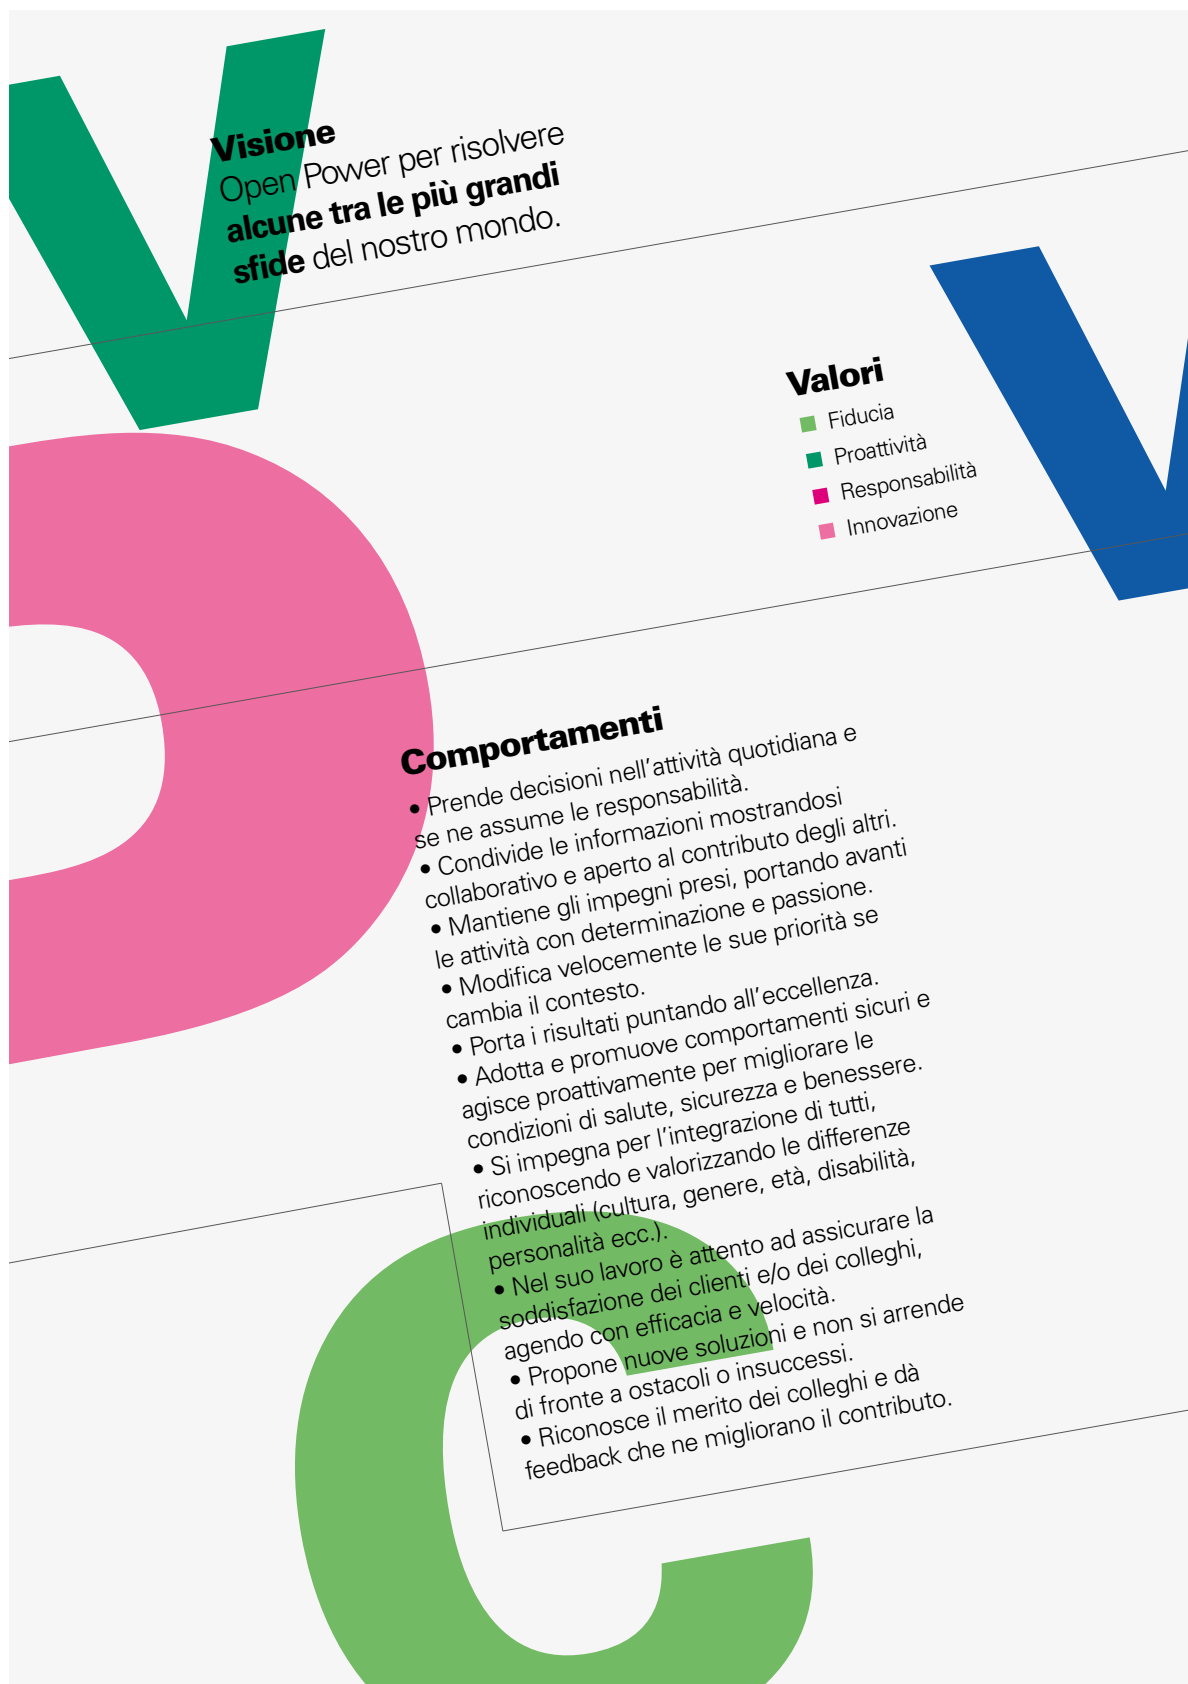 Visione
Open Power per risolvere
alcune tra le più grandi
sfide del nostro mondo.
Valori
Fiducia
Proattività
Responsabilità
Innovazione
Comportamenti
• Prende decisioni nell’attività quotidiana e
se ne assume le responsabilità.
• Condivide le informazioni mostrandosi
collaborativo e aperto al contributo degli altri.
• Mantiene gli impegni presi, portando avanti
le attività con determinazione e passione.
• Modifica velocemente le sue priorità se
cambia il contesto.
• Porta i risultati puntando all’eccellenza.
• Adotta e promuove comportamenti sicuri e
agisce proattivamente per migliorare le
condizioni di salute, sicurezza e benessere.
• Si impegna per l’integrazione di tutti,
riconoscendo e valorizzando le differenze
individuali (cultura, genere, età, disabilità,
personalità ecc.).
• Nel suo lavoro è attento ad assicurare la
soddisfazione dei clienti e/o dei colleghi,
agendo con efficacia e velocità.
• Propone nuove soluzioni e non si arrende
di fronte a ostacoli o insuccessi.
• Riconosce il merito dei colleghi e dà
feedback che ne migliorano il contributo.